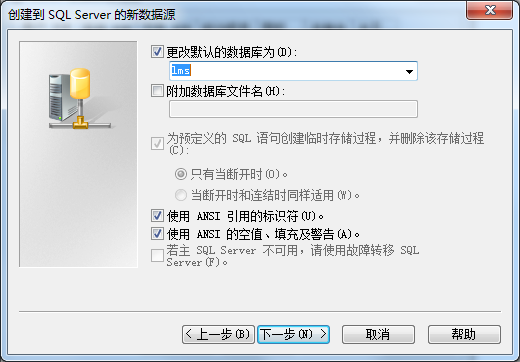 创建到 SQL Server 的新数据源
更改默认的数据库为(D):
lms
附加数据库文件名(H):
为预定义的 SQL 语句创建临时存储过程，并删除该存储过程
(C):
只有当断开时(O)。
当断开时和连结时同样适用(W)。
使用 ANSI 引用的标识符(U)。
使用 ANSI 的空值、填充及警告(A)。
若主 SQL Server 不可用，请使用故障转移 SQL
Server(F)。
< 上一步(B)
下一步(N) >
取消
帮助